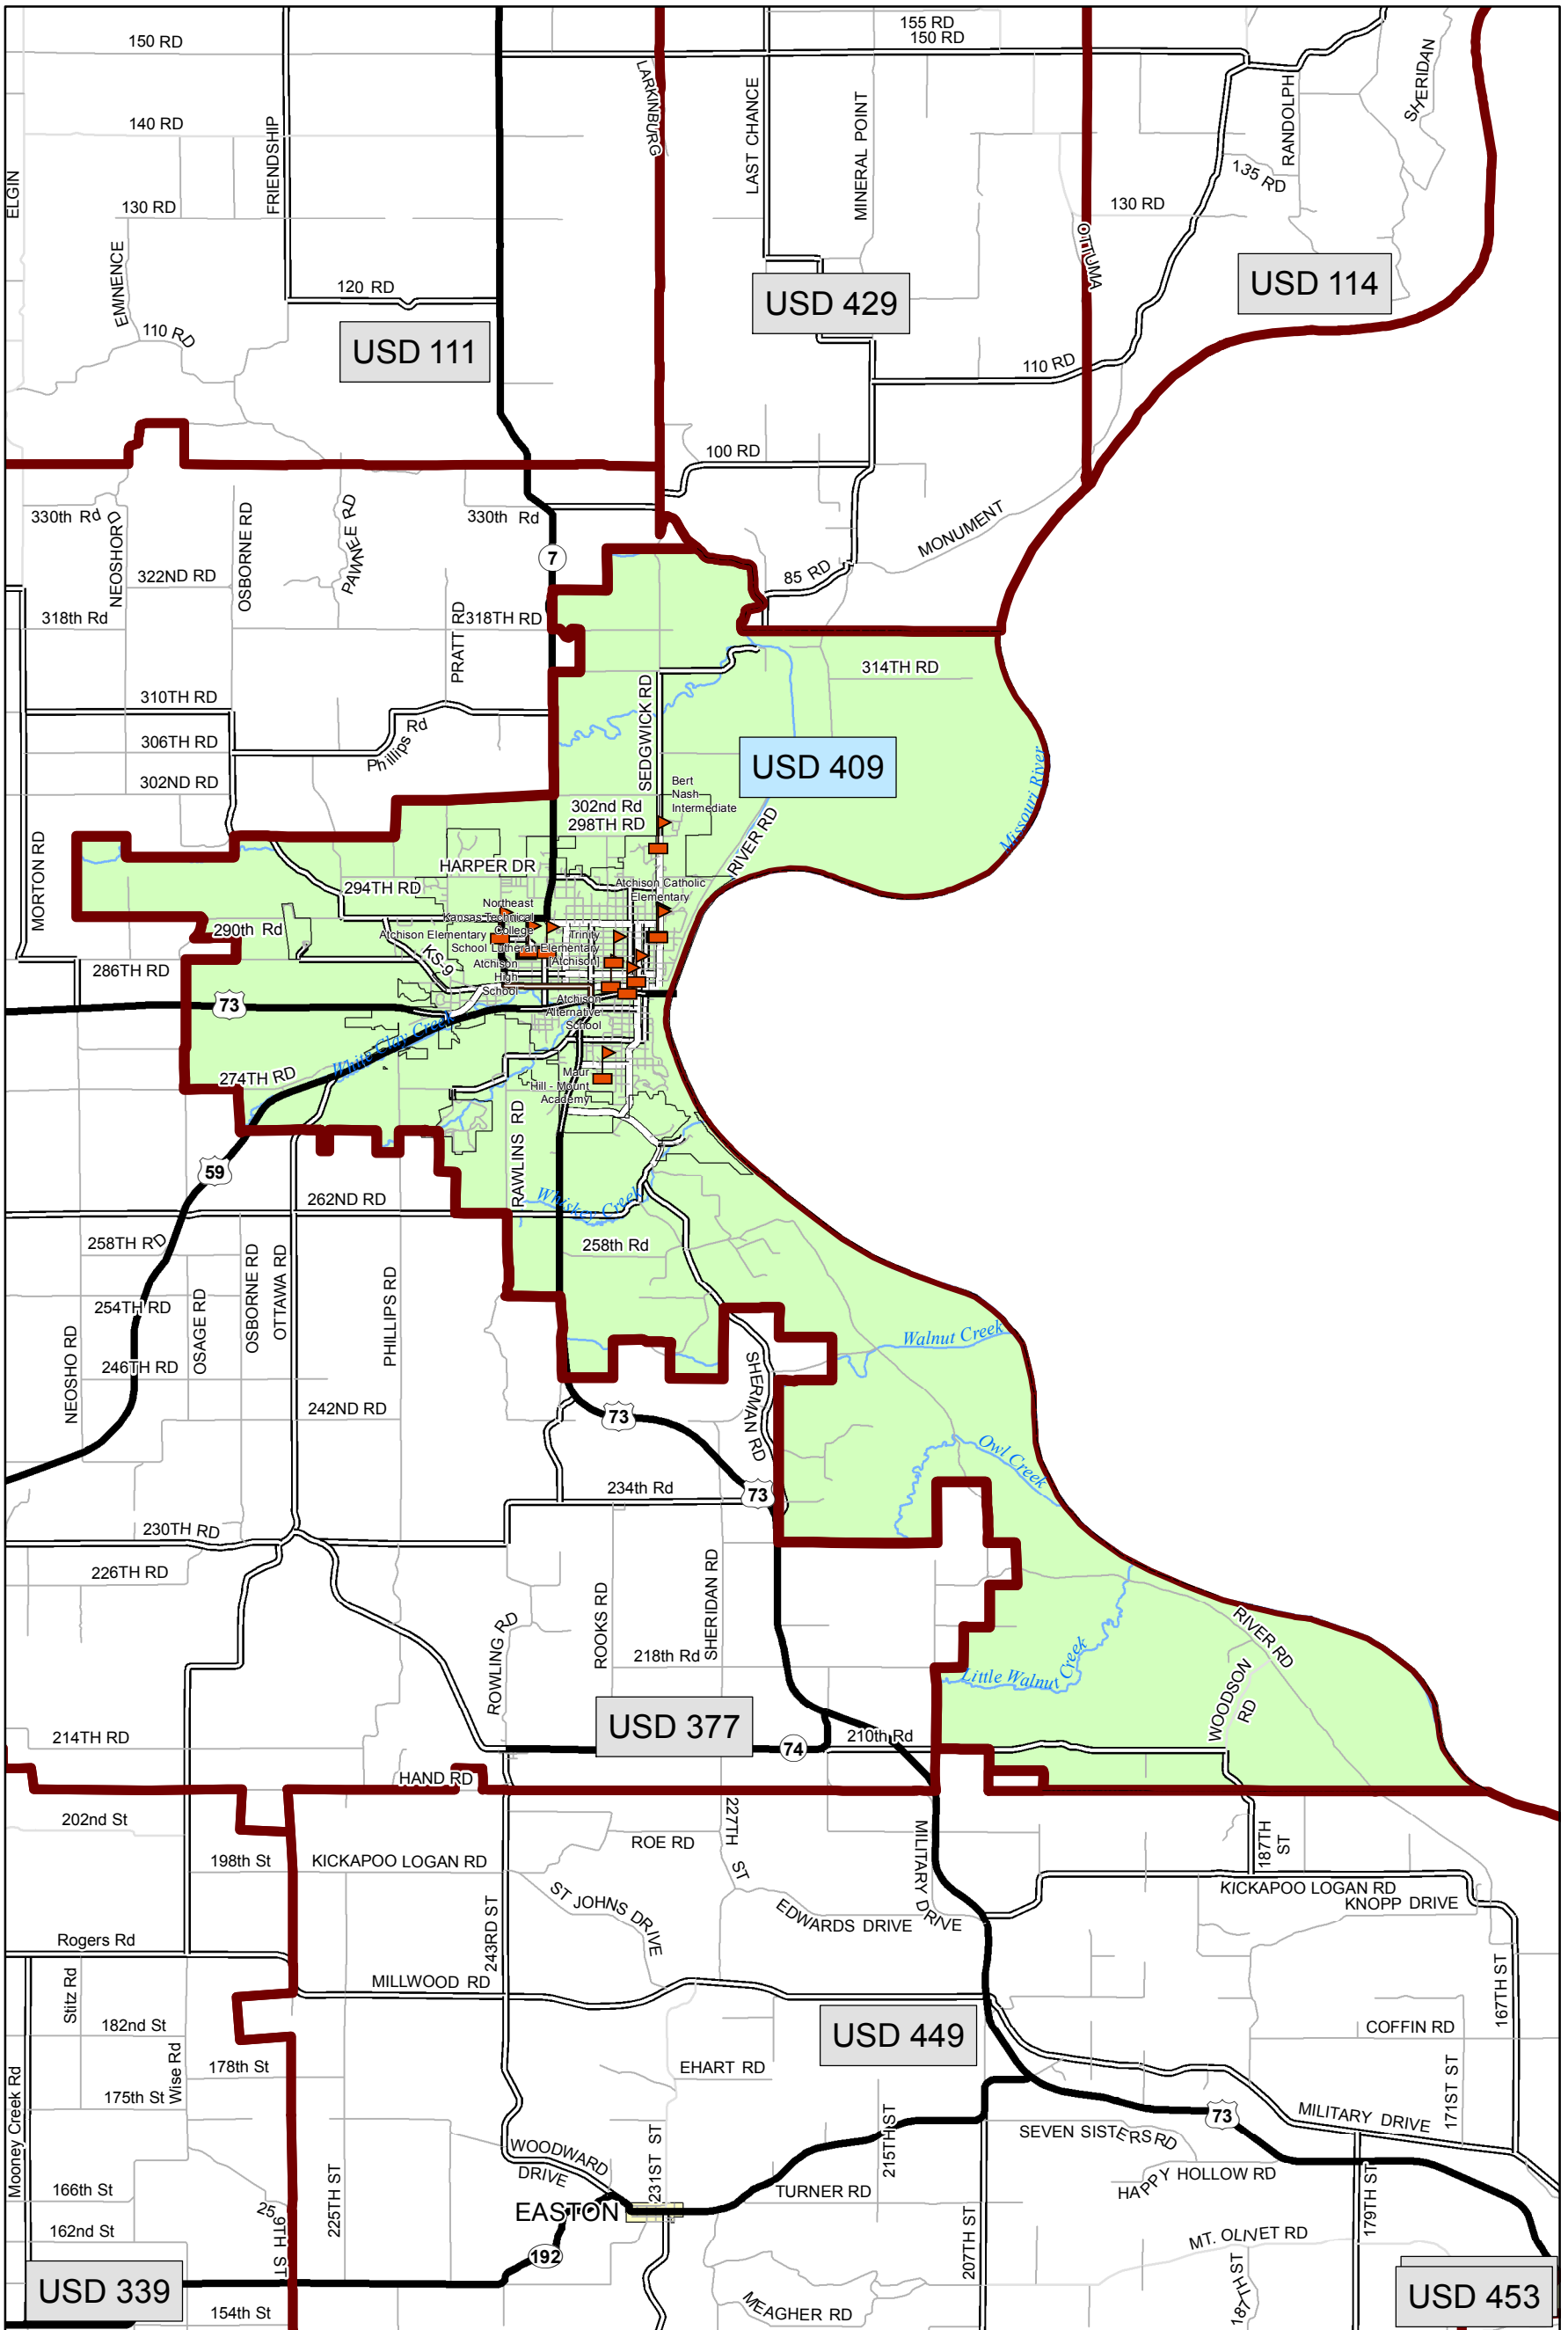 155 RD
150 RD
150 RD
SHERIDAN
LARKINBURG
LAST CHANCE
MINERAL POINT
RANDOLPH
140 RD
FRIENDSHIP
135 RD
ELGIN
130 RD
130 RD
OTTUMA
EMINENCE
USD 114
120 RD
USD 429
110 RD
USD 111
110 RD
100 RD
330th Rd
NEOSHO RD
OSBORNE RD
PAWNEE RD
330th Rd
MONUMENT
7
322ND RD
85 RD
318th Rd
PRATT RD
318TH RD
314TH RD
310TH RD
SEDGWICK RD
306TH RD
Phillips Rd
USD 409
302ND RD
Bert
Nash
Intermediate
Missouri River
302nd Rd
298TH RD
RIVER RD
MORTON RD
HARPER DR
294TH RD
Atchison Catholic
Elementary
Northeast
Kansas Technical
College
290th Rd
Atchison Elementary
School
Trinity
Lutheran Elementary
[Atchison]
KS-9
286TH RD
Atchison
High
School
73
Atchison
Alternative
School
White Clay Creek
274TH RD
Maur
Hill - Mount
Academy
RAWLINS RD
59
262ND RD
Whiskey Creek
258TH RD
258th Rd
OSBORNE RD
OTTAWA RD
PHILLIPS RD
254TH RD
OSAGE RD
NEOSHO RD
Walnut Creek
246TH RD
SHERMAN RD
242ND RD
73
Owl Creek
234th Rd
73
230TH RD
226TH RD
ROOKS RD
SHERIDAN RD
ROWLING RD
RIVER RD
218th Rd
Little Walnut Creek
WOODSON
RD
USD 377
214TH RD
210th Rd
74
HAND RD
202nd St
227TH ST
ROE RD
MILITARY DRIVE
187TH
ST
198th St
KICKAPOO LOGAN RD
KICKAPOO LOGAN RD
KNOPP DRIVE
ST JOHNS DRIVE
EDWARDS DRIVE
243RD ST
Rogers Rd
MILLWOOD RD
Stitz Rd
167TH ST
182nd St
USD 449
COFFIN RD
178th St
Wise Rd
EHART RD
175th St
171ST ST
Mooney Creek Rd
215TH ST
73
MILITARY DRIVE
SEVEN SISTERS RD
WOODWARD
DRIVE
231ST ST
225TH ST
166th St
TURNER RD
HAPPY HOLLOW RD
179TH ST
EASTON
259TH ST
162nd St
207TH ST
MT. OLIVET RD
192
USD 339
187TH ST
USD 453
154th St
MEAGHER RD